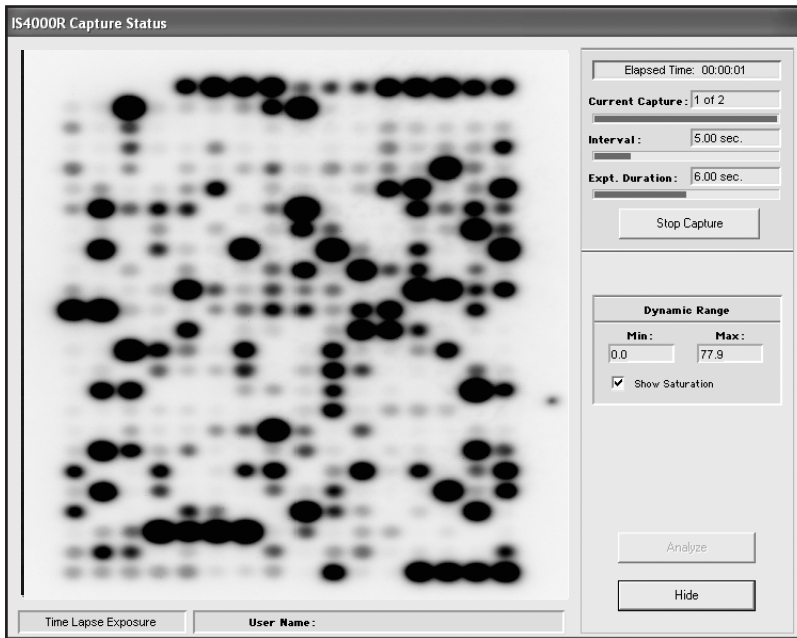 IS4000R Capture Status
Elapsed Time: 00:00:01
Current Capture: 1 of 2
Interval: 5.00 sec.
Expt. Duration: 6.00 sec.
Stop Capture
Dynamic Range
Min: Max:
0.0 77.9
Show Saturation
Analyze
Hide
Time Lapse Exposure User Name: